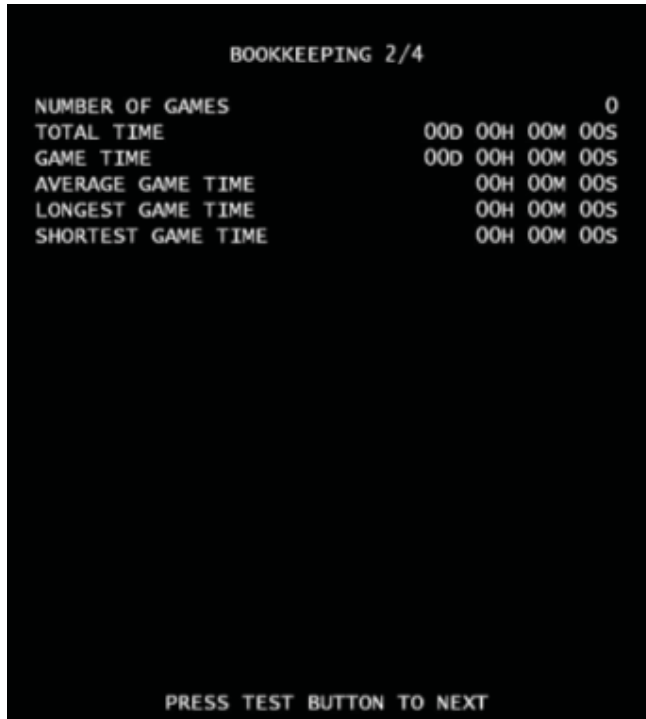 BOOKKEEPING 2/4
NUMBER OF GAMES 0
TOTAL TIME 00D 00H 00M 00S
GAME TIME 00D 00H 00M 00S
AVERAGE GAME TIME 00H 00M 00S
LONGEST GAME TIME 00H 00M 00S
SHORTEST GAME TIME 00H 00M 00S
PRESS TEST BUTTON TO NEXT